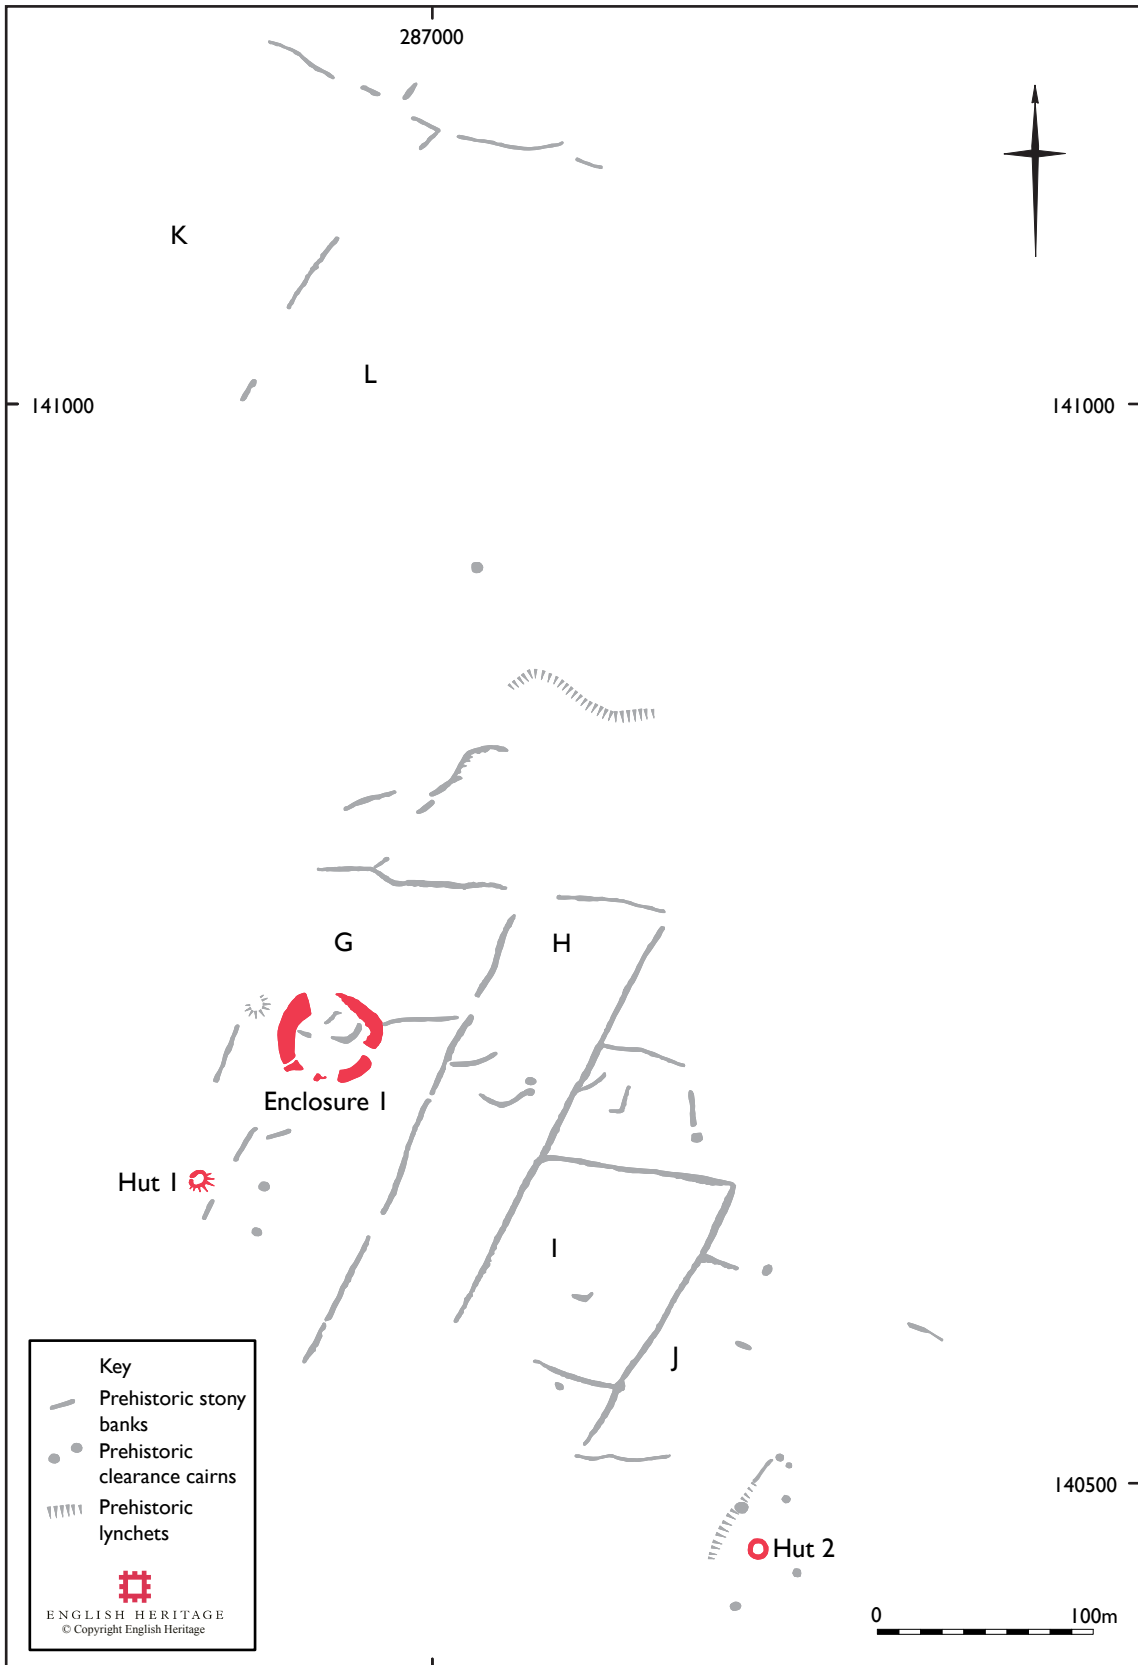 287000
K
L
141000
141000
G
H
Enclosure 1
Hut 1
I
J
Key
Prehistoric stony
banks
Prehistoric
clearance cairns
Prehistoric
lynchets
ENGLISH HERITAGE
© Copyright English Heritage
140500
Hut 2
0 100m